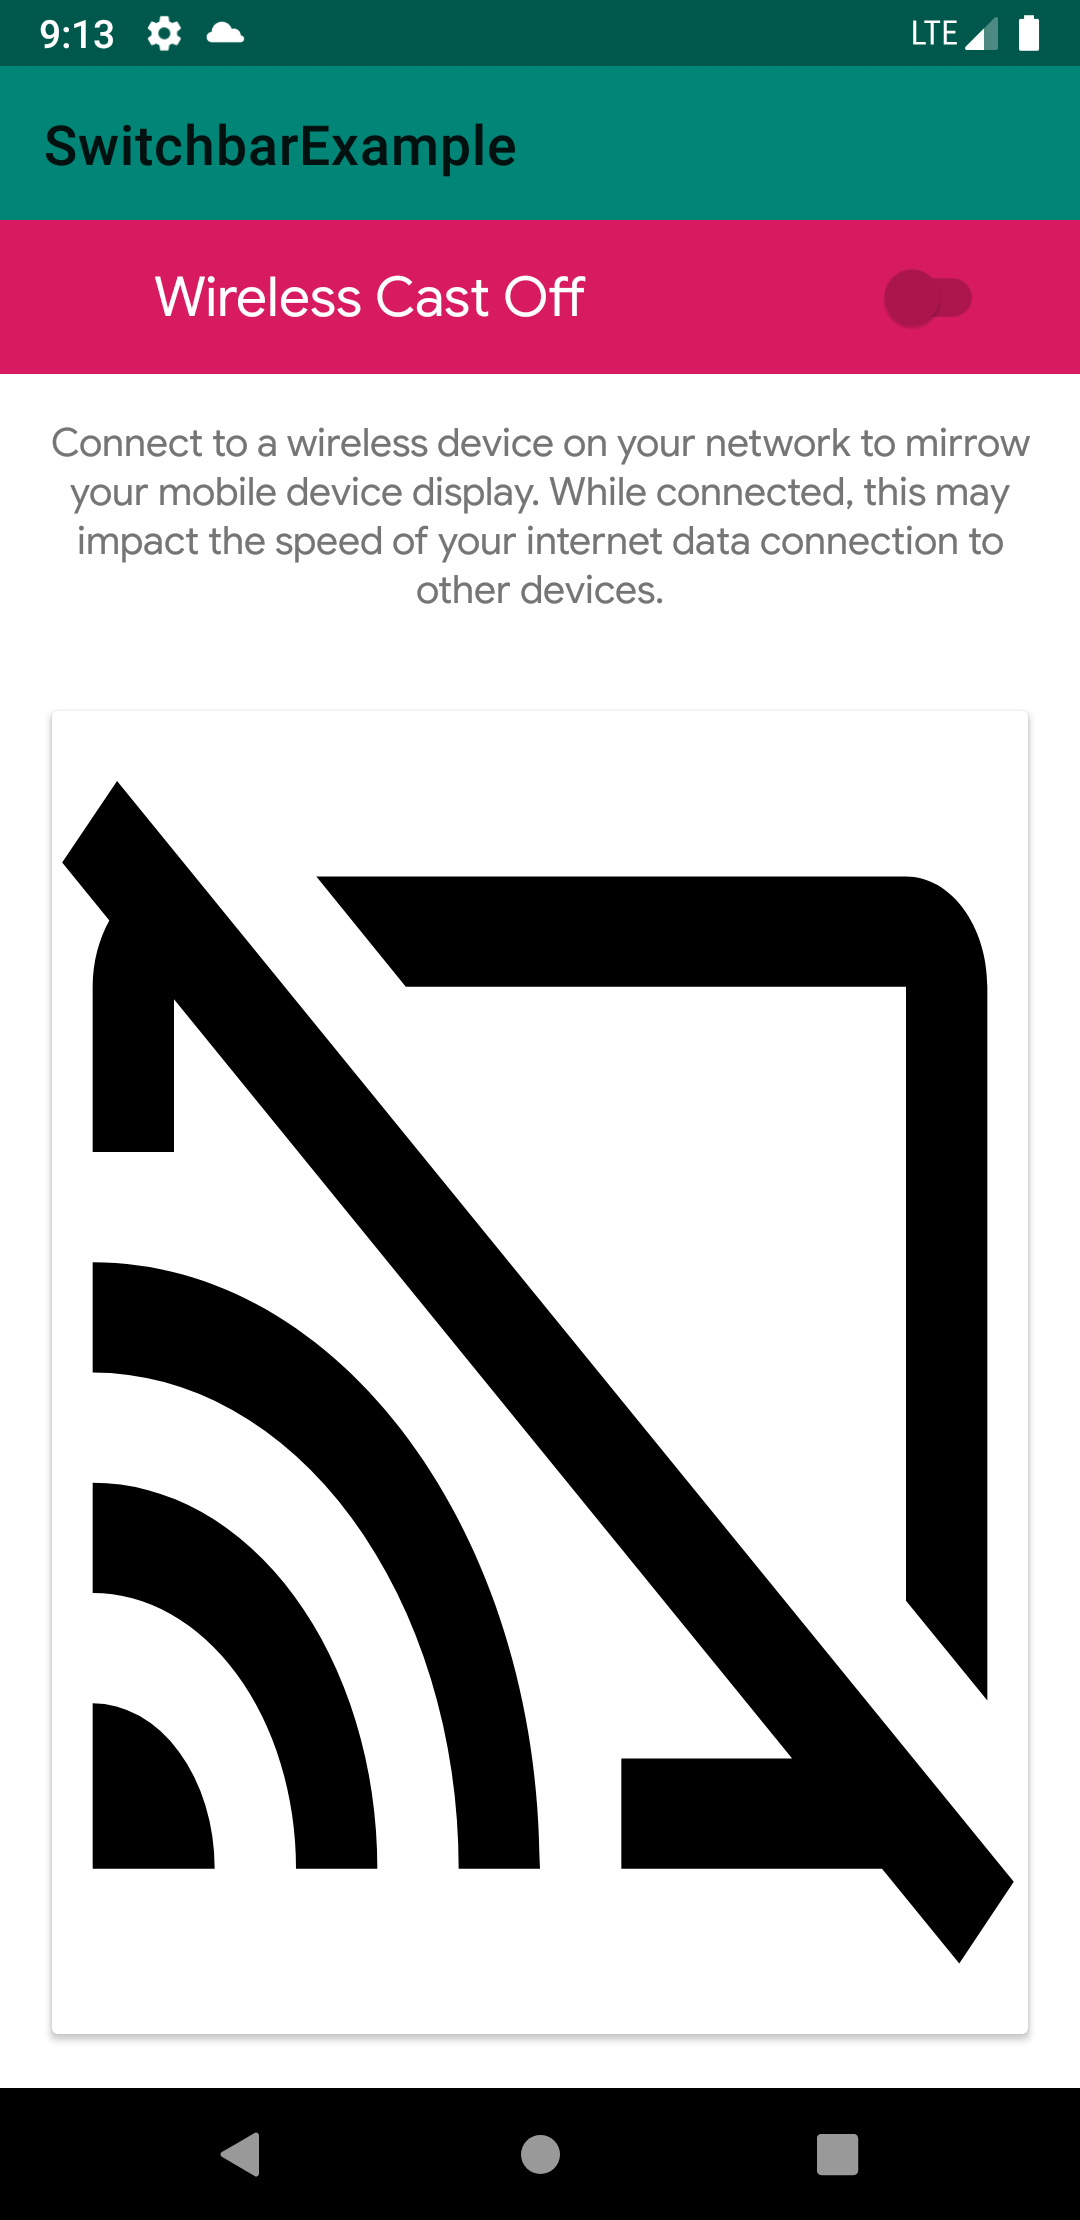 9:13 LTE
SwitchbarExample
Wireless Cast Off
Connect to a wireless device on your network to mirrow
your mobile device display. While connected, this may
impact the speed of your internet data connection to
other devices.